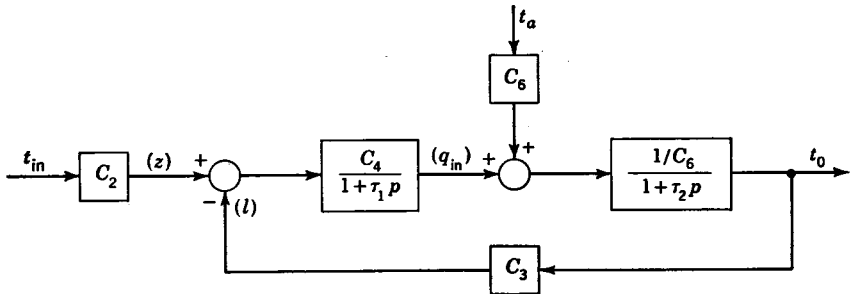 t_a
C_6
t_in
C_2
(z)
+
−
(l)
C_4
1 + τ_1 p
(q_in)
+
+
1/C_6
1 + τ_2 p
t_0
C_3